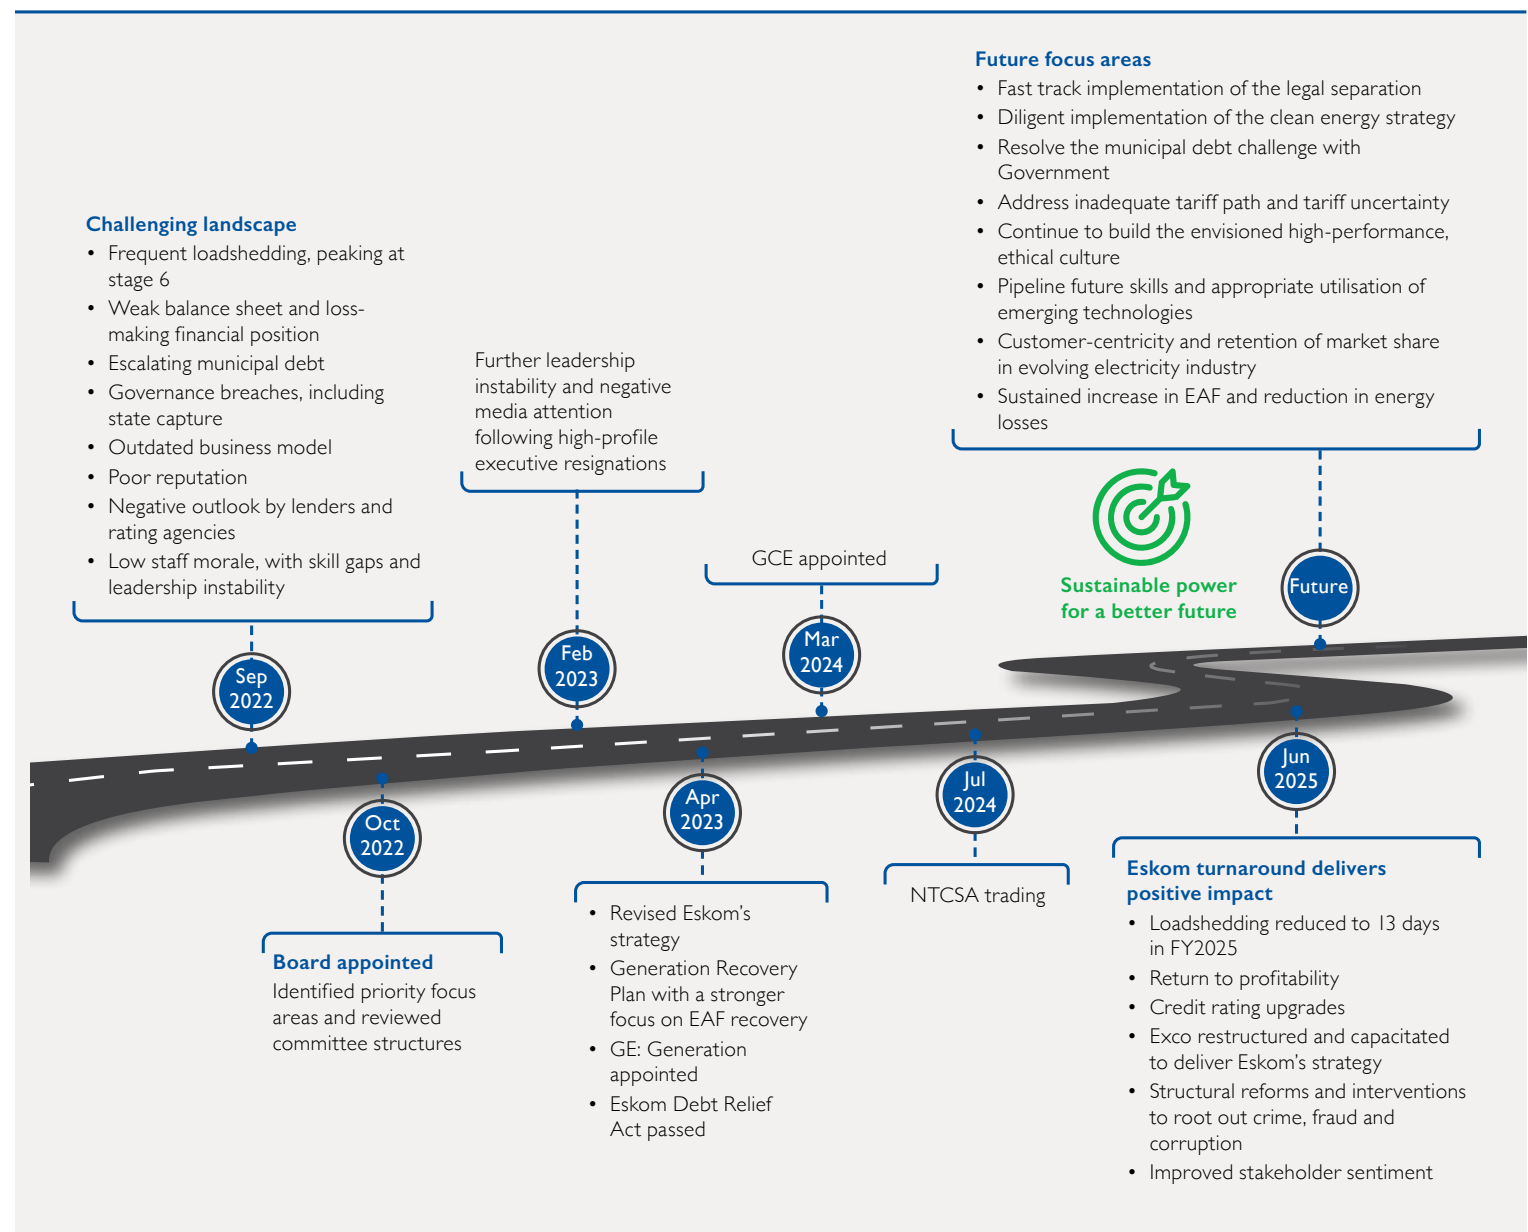 Future focus areas
• Fast track implementation of the legal separation
• Diligent implementation of the clean energy strategy
• Resolve the municipal debt challenge with
Government
• Address inadequate tariff path and tariff uncertainty
• Continue to build the envisioned high-performance,
ethical culture
• Pipeline future skills and appropriate utilisation of
emerging technologies
• Customer-centricity and retention of market share
in evolving electricity industry
• Sustained increase in EAF and reduction in energy
losses
Challenging landscape
• Frequent loadshedding, peaking at
stage 6
• Weak balance sheet and loss-
making financial position
• Escalating municipal debt
• Governance breaches, including
state capture
• Outdated business model
• Poor reputation
• Negative outlook by lenders and
rating agencies
• Low staff morale, with skill gaps and
leadership instability
Further leadership
instability and negative
media attention
following high-profile
executive resignations
GCE appointed
Sustainable power
for a better future
Future
Sep
2022
Feb
2023
Mar
2024
Oct
2022
Apr
2023
Jul
2024
Jun
2025
Board appointed
Identified priority focus
areas and reviewed
committee structures
• Revised Eskom's
strategy
• Generation Recovery
Plan with a stronger
focus on EAF recovery
• GE: Generation
appointed
• Eskom Debt Relief
Act passed
NTCSA trading
Eskom turnaround delivers
positive impact
• Loadshedding reduced to 13 days
in FY2025
• Return to profitability
• Credit rating upgrades
• Exco restructured and capacitated
to deliver Eskom's strategy
• Structural reforms and interventions
to root out crime, fraud and
corruption
• Improved stakeholder sentiment